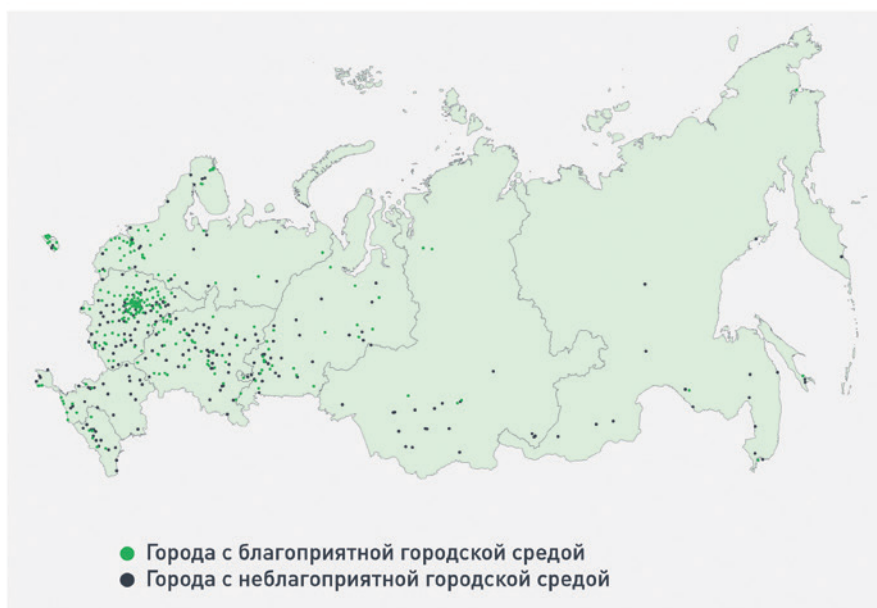 Города с благоприятной городской средой
Города с неблагоприятной городской средой